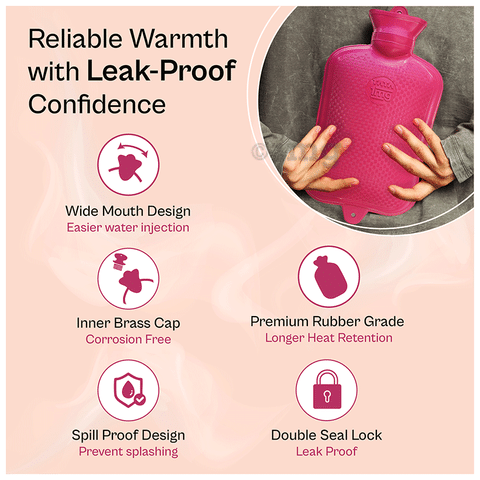 Reliable Warmth
with Leak-Proof
Confidence
Wide Mouth Design
Easier water injection
Inner Brass Cap
Corrosion Free
Premium Rubber Grade
Longer Heat Retention
Spill Proof Design
Prevent splashing
Double Seal Lock
Leak Proof